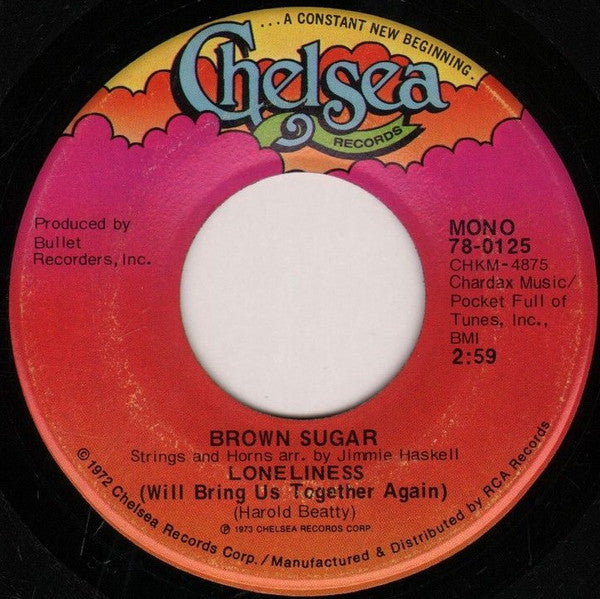 ...A CONSTANT NEW BEGINNING.
Chelsea
RECORDS
Produced by
Bullet
Recorders, Inc.
MONO
78-0125
CHKM-4875
Chardax Music/
Pocket Full of
Tunes, Inc.,
BMI
2:59
BROWN SUGAR
Strings and Horns arr. by Jimmie Haskell
LONELINESS
(Will Bring Us Together Again)
(Harold Beatty)
℗ 1973 CHELSEA RECORDS CORP.
© 1972 Chelsea Records Corp./Manufactured & Distributed by RCA Records